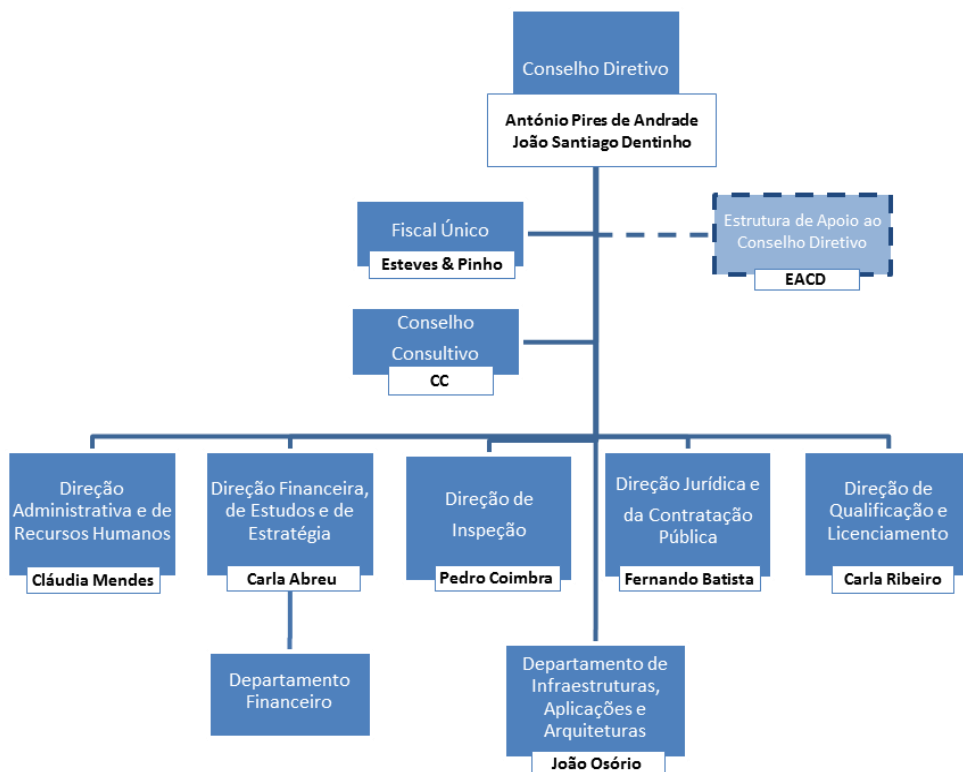 Conselho Diretivo
António Pires de Andrade
João Santiago Dentinho
Fiscal Único
Esteves & Pinho
Estrutura de Apoio ao
Conselho Diretivo
EACD
Conselho
Consultivo
CC
Direção
Administrativa e de
Recursos Humanos
Cláudia Mendes
Direção Financeira,
de Estudos e de
Estratégia
Carla Abreu
Direção de
Inspeção
Pedro Coimbra
Direção Jurídica e
da Contratação
Pública
Fernando Batista
Direção de
Qualificação e
Licenciamento
Carla Ribeiro
Departamento
Financeiro
Departamento de
Infraestruturas,
Aplicações e
Arquiteturas
João Osório